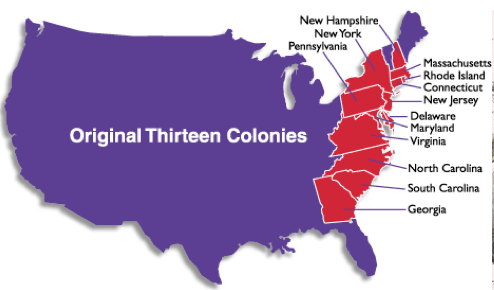 New Hampshire
New York
Pennsylvania
Massachusetts
Rhode Island
Connecticut
New Jersey
Delaware
Maryland
Virginia
North Carolina
South Carolina
Georgia
Original Thirteen Colonies